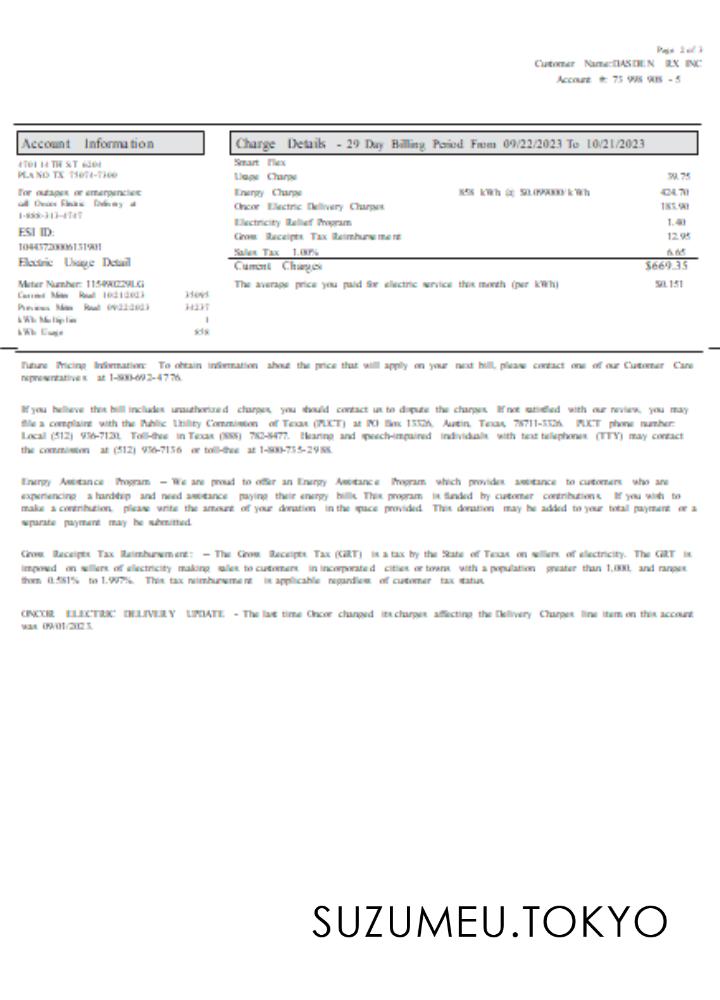 Page 2 of 3
Customer Name:DASDEN RX INC
Account #: 75 998 908 - 5
Account Information
4701 14TH ST 6204
PLANO TX 75074-7300
For outages or emergencies:
call Oncor Electric Delivery at
1-888-313-4747
ESI ID:
10443720006131901
Electric Usage Detail
Meter Number: 115490229LG
Current Meter Read 10/21/2023 35095
Previous Meter Read 09/22/2023 34237
kWh Multiplier 1
kWh Usage 858
Charge Details - 29 Day Billing Period From 09/22/2023 To 10/21/2023
Smart Flex
Usage Charge 39.75
Energy Charge 858 kWh @ $0.099000/kWh 424.70
Oncor Electric Delivery Charges 183.90
Electricity Relief Program 1.40
Gross Receipts Tax Reimbursement 12.95
Sales Tax 1.00% 6.65
Current Charges $669.35
The average price you paid for electric service this month (per kWh) $0.151
Future Pricing Information: To obtain information about the price that will apply on your next bill, please contact one of our Customer Care
representatives at 1-800-692-4776.
If you believe this bill includes unauthorized charges, you should contact us to dispute the charges. If not satisfied with our review, you may
file a complaint with the Public Utility Commission of Texas (PUCT) at PO Box 13326, Austin, Texas, 78711-3326. PUCT phone number:
Local (512) 936-7120, Toll-free in Texas (888) 782-8477. Hearing and speech-impaired individuals with text telephones (TTY) may contact
the commission at (512) 936-7136 or toll-free at 1-800-735-2988.
Energy Assistance Program – We are proud to offer an Energy Assistance Program which provides assistance to customers who are
experiencing a hardship and need assistance paying their energy bills. This program is funded by customer contributions. If you wish to
make a contribution, please write the amount of your donation in the space provided. This donation may be added to your total payment or a
separate payment may be submitted.
Gross Receipts Tax Reimbursement: – The Gross Receipts Tax (GRT) is a tax by the State of Texas on sellers of electricity. The GRT is
imposed on sellers of electricity making sales to customers in incorporated cities or towns with a population greater than 1,000, and ranges
from 0.581% to 1.997%. This tax reimbursement is applicable regardless of customer tax status.
ONCOR ELECTRIC DELIVERY UPDATE - The last time Oncor changed its charges affecting the Delivery Charges line item on this account
was 09/01/2023.
SUZUMEU.TOKYO